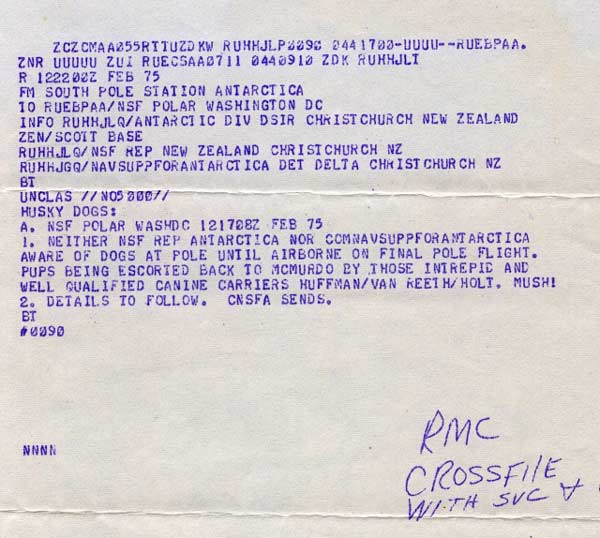 ZCZCMAA055RTTUZDKW RUHHJLP0090 0441700-UUUU--RUEBPAA.
ZNR UUUUU ZUI RUECSAA0711 0440910 ZDK RUHHJLT
R 122200Z FEB 75
FM SOUTH POLE STATION ANTARCTICA
TO RUEBPAA/NSF POLAR WASHINGTON DC
INFO RUHHJLQ/ANTARCTIC DIV DSIR CHRISTCHURCH NEW ZEALAND
ZEN/SCOTT BASE
RUHHJLQ/NSF REP NEW ZEALAND CHRISTCHURCH NZ
RUHHJGQ/NAVSUPPFORANTARCTICA DET DELTA CHRISTCHURCH NZ
BT
UNCLAS //NO5000//
HUSKY DOGS:
A. NSF POLAR WASHDC 121708Z FEB 75
1. NEITHER NSF REP ANTARCTICA NOR COMNAVSUPPFORANTARCTICA
AWARE OF DOGS AT POLE UNTIL AIRBORNE ON FINAL POLE FLIGHT.
PUPS BEING ESCORTED BACK TO MCMURDO BY THOSE INTREPID AND
WELL QUALIFIED CANINE CARRIERS HUFFMAN/VAN REETH/HOLT. MUSH!
2. DETAILS TO FOLLOW. CNSFA SENDS.
BT
#0090
NNNN
RMC
CROSSFILE
WITH SVC